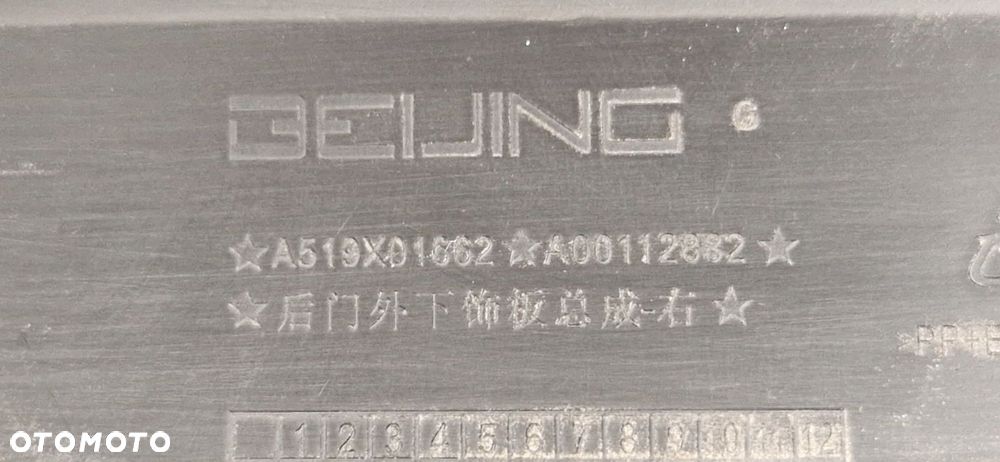 BEIJING G
★A519X01662★A00112882★
★后门外下饰板总成-右★
1 2 3 4 5 6 7 8 9 10 11 12
OTOMOTO